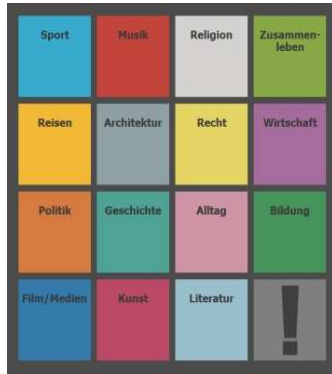 Sport
Musik
Religion
Zusammen-
leben
Reisen
Architektur
Recht
Wirtschaft
Politik
Geschichte
Alltag
Bildung
Film/Medien
Kunst
Literatur
!